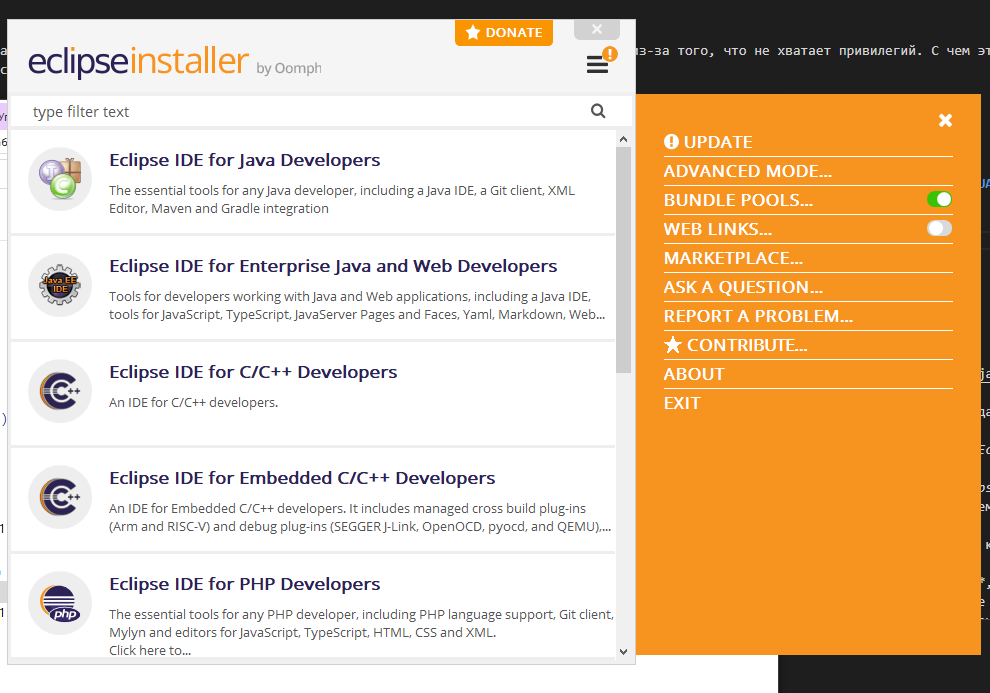 DONATE
eclipseinstaller by Oomph
type filter text
Eclipse IDE for Java Developers
The essential tools for any Java developer, including a Java IDE, a Git client, XML
Editor, Maven and Gradle integration
Eclipse IDE for Enterprise Java and Web Developers
Tools for developers working with Java and Web applications, including a Java IDE,
tools for JavaScript, TypeScript, JavaServer Pages and Faces, Yaml, Markdown, Web...
Java EE
IDE
Eclipse IDE for C/C++ Developers
An IDE for C/C++ developers.
Eclipse IDE for Embedded C/C++ Developers
An IDE for Embedded C/C++ developers. It includes managed cross build plug-ins
(Arm and RISC-V) and debug plug-ins (SEGGER J-Link, OpenOCD, pyocd, and QEMU),...
Eclipse IDE for PHP Developers
The essential tools for any PHP developer, including PHP language support, Git client,
Mylyn and editors for JavaScript, TypeScript, HTML, CSS and XML.
Click here to...
php
из-за того, что не хватает привилегий. С чем эт
UPDATE
ADVANCED MODE...
BUNDLE POOLS...
WEB LINKS...
MARKETPLACE...
ASK A QUESTION...
REPORT A PROBLEM...
CONTRIBUTE...
ABOUT
EXIT